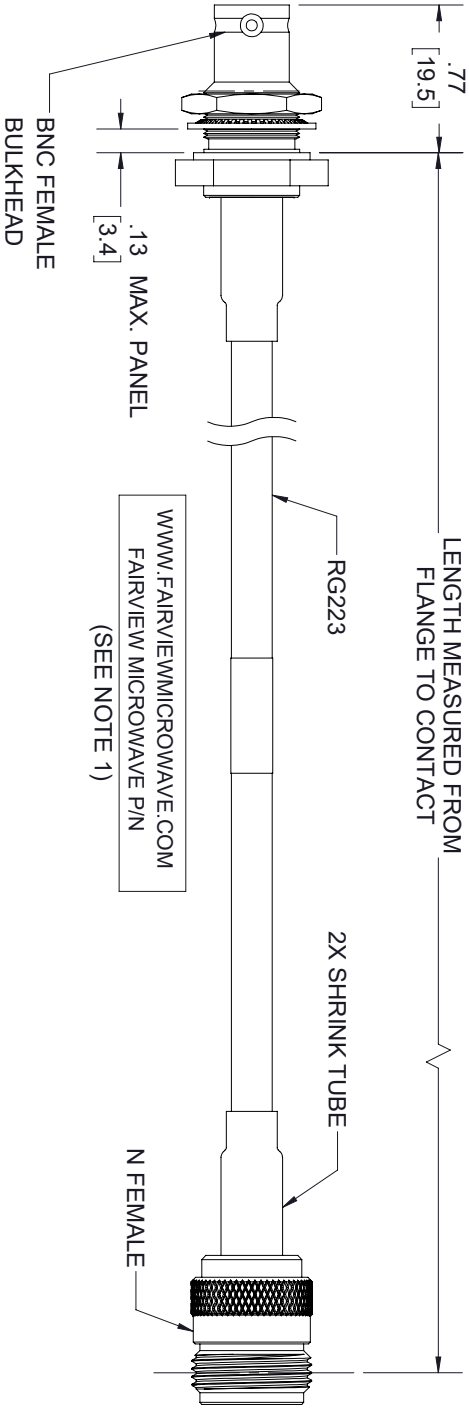 .77
[19.5]
LENGTH MEASURED FROM
FLANGE TO CONTACT
.13 MAX. PANEL
[3.4]
BNC FEMALE
BULKHEAD
RG223
WWW.FAIRVIEWMICROWAVE.COM
FAIRVIEW MICROWAVE P/N
(SEE NOTE 1)
2X SHRINK TUBE
N FEMALE